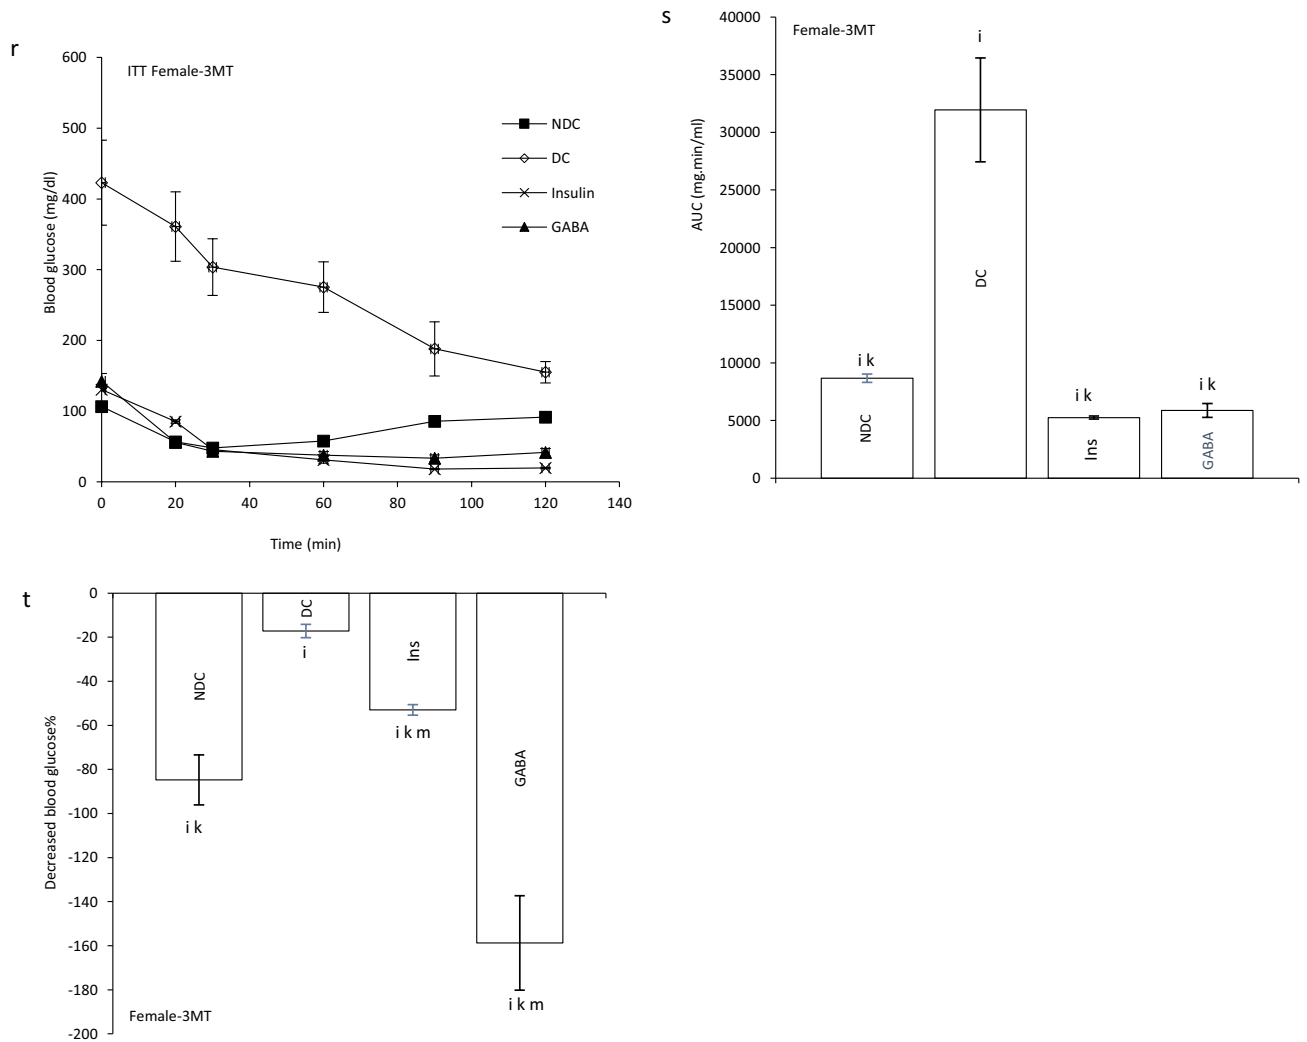 r
ITT Female-3MT
600
500
400
300
200
100
0
Blood glucose (mg/dl)
0 20 40 60 80 100 120 140
Time (min)
NDC
DC
Insulin
GABA
s
Female-3MT
40000
35000
30000
25000
20000
15000
10000
5000
0
AUC (mg.min/ml)
i k
i
i k
i k
NDC
DC
Ins
GABA
t
0
-20
-40
-60
-80
-100
-120
-140
-160
-180
-200
Decreased blood glucose%
NDC
DC
Ins
GABA
i k
i
i k m
i k m
Female-3MT